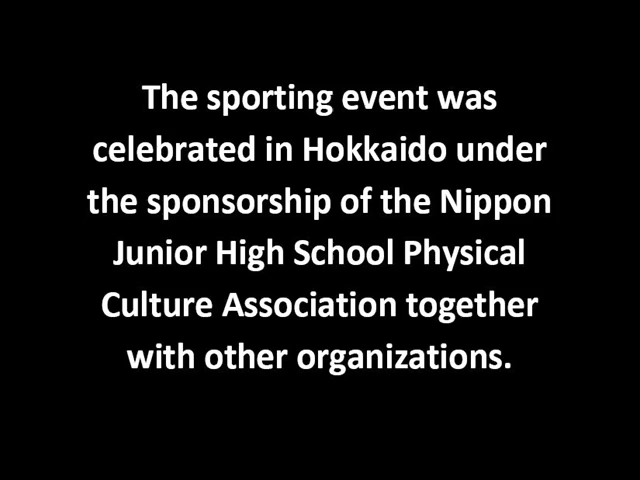 The sporting event was
celebrated in Hokkaido under
the sponsorship of the Nippon
Junior High School Physical
Culture Association together
with other organizations.